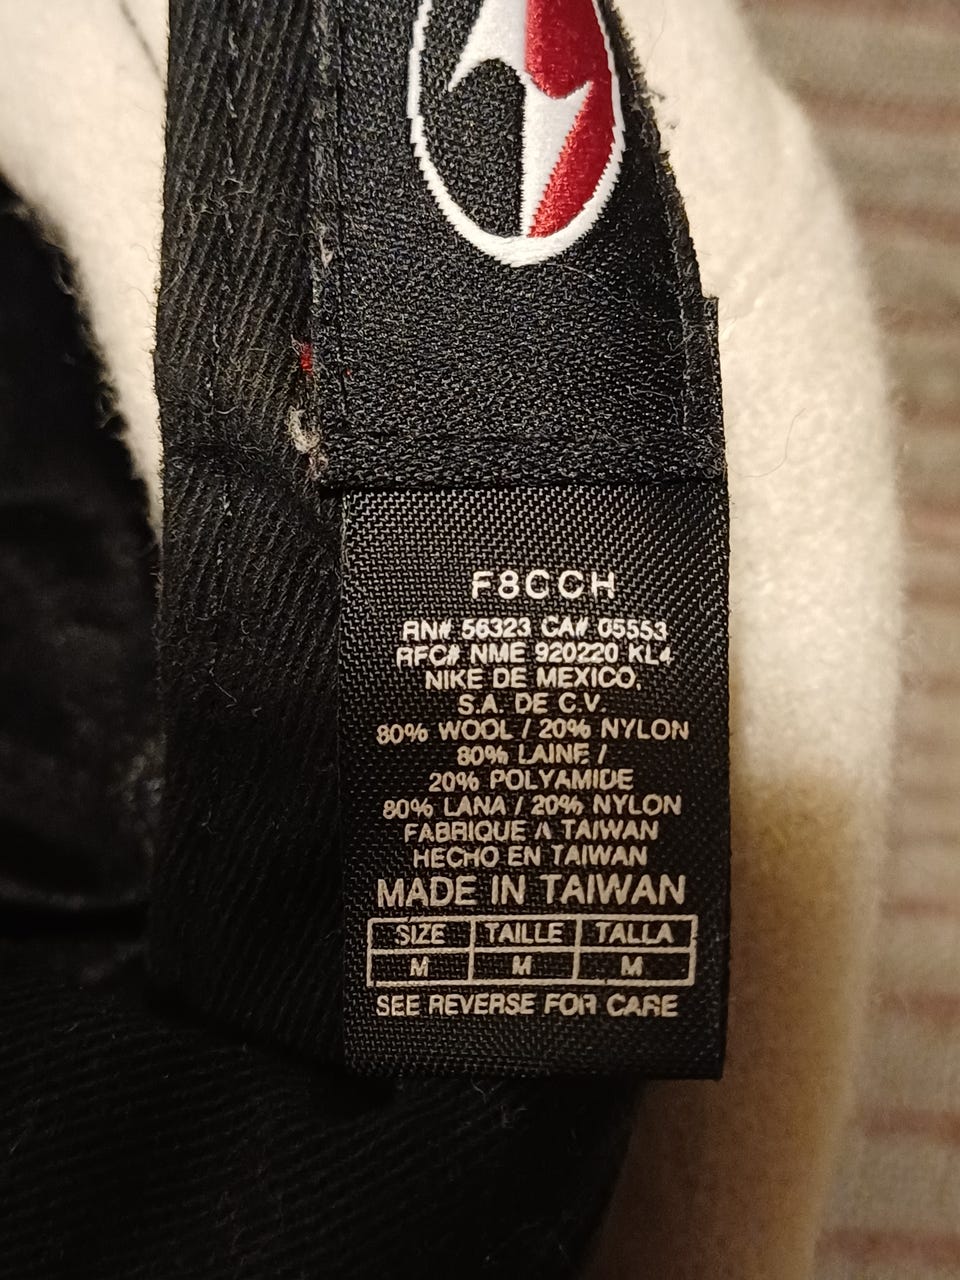 F8CCH
RN# 56323 CA# 05553
RFC# NME 920220 KL4
NIKE DE MEXICO,
S.A. DE C.V.
80% WOOL / 20% NYLON
80% LAINE /
20% POLYAMIDE
80% LANA / 20% NYLON
FABRIQUE A TAIWAN
HECHO EN TAIWAN
MADE IN TAIWAN
SIZE TAILLE TALLA
M M M
SEE REVERSE FOR CARE